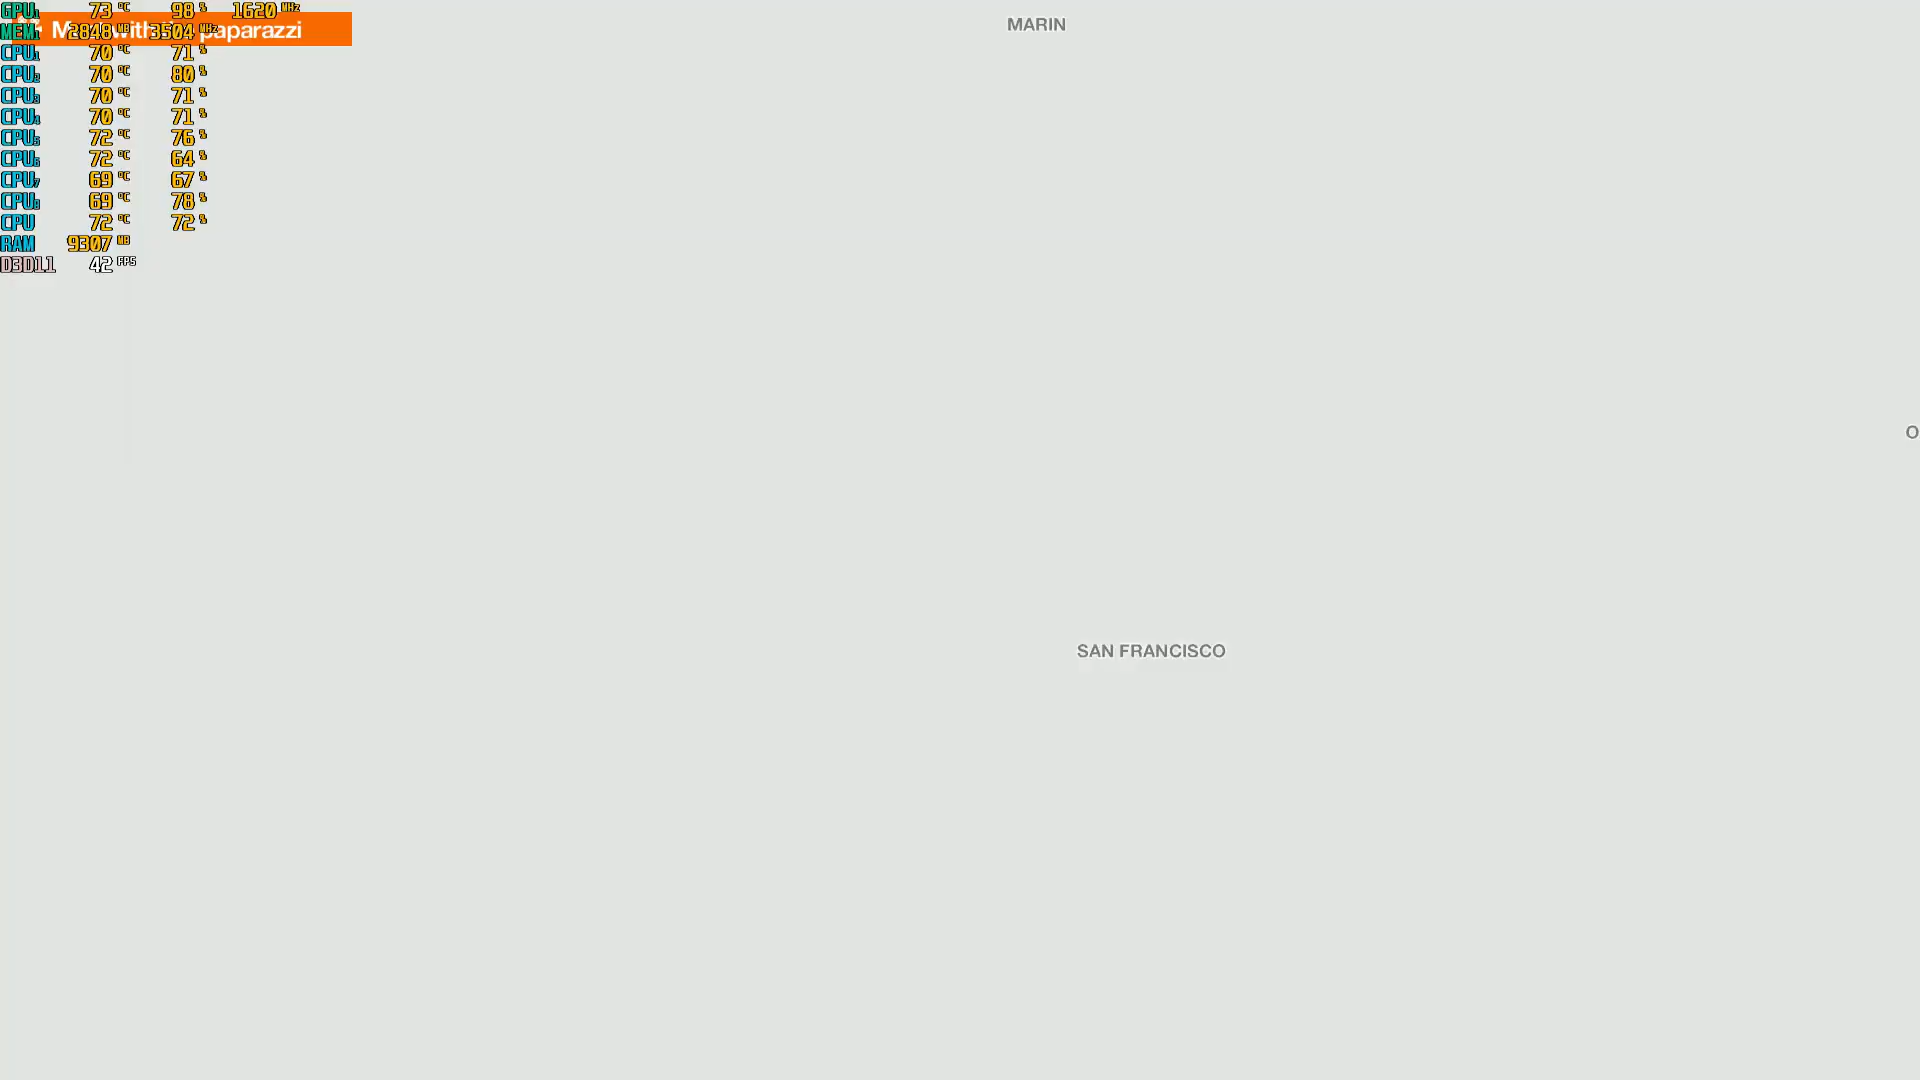 GPU1 73 °C 98 % 1620 MHz
MEM1 2848 MB 3504 MHz
paparazzi
CPU1 70 °C 71 %
CPU2 70 °C 80 %
CPU3 70 °C 71 %
CPU4 70 °C 71 %
CPU5 72 °C 76 %
CPU6 72 °C 64 %
CPU7 69 °C 67 %
CPU8 69 °C 78 %
CPU 72 °C 72 %
RAM 9307 MB
D3D11 42 FPS
MARIN
O
SAN FRANCISCO